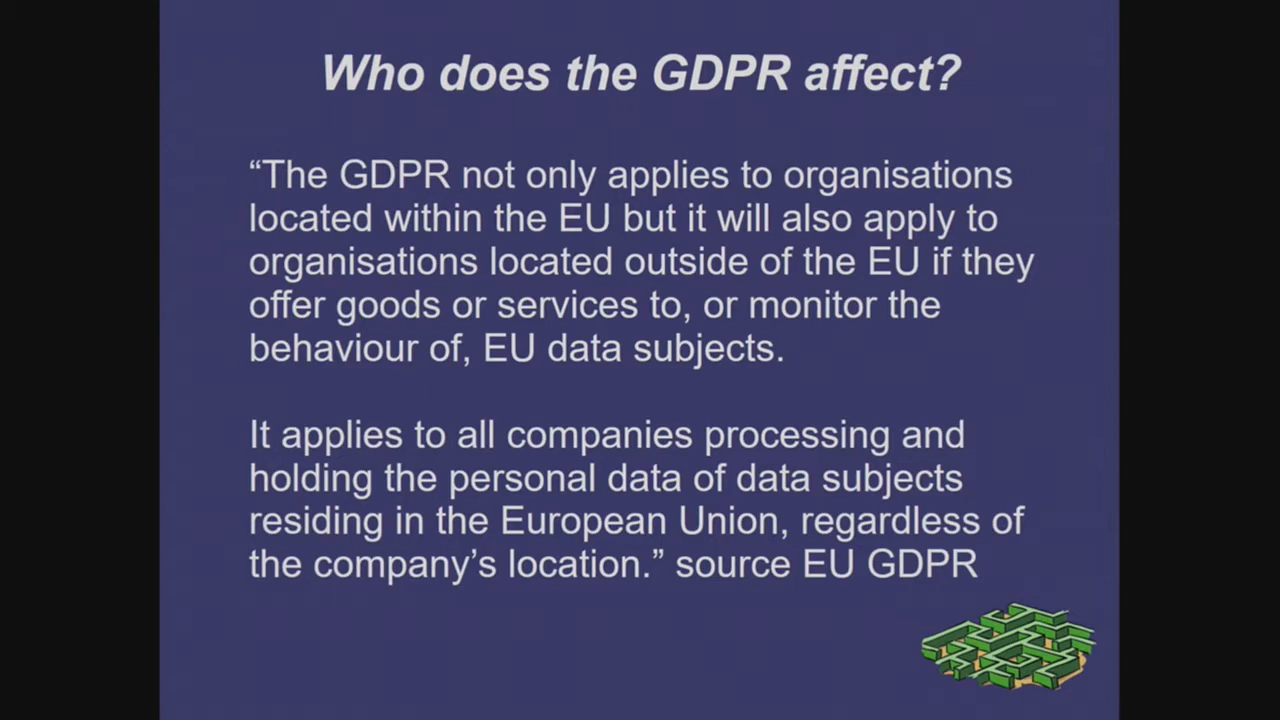 Who does the GDPR affect?
“The GDPR not only applies to organisations
located within the EU but it will also apply to
organisations located outside of the EU if they
offer goods or services to, or monitor the
behaviour of, EU data subjects.
It applies to all companies processing and
holding the personal data of data subjects
residing in the European Union, regardless of
the company’s location.” source EU GDPR